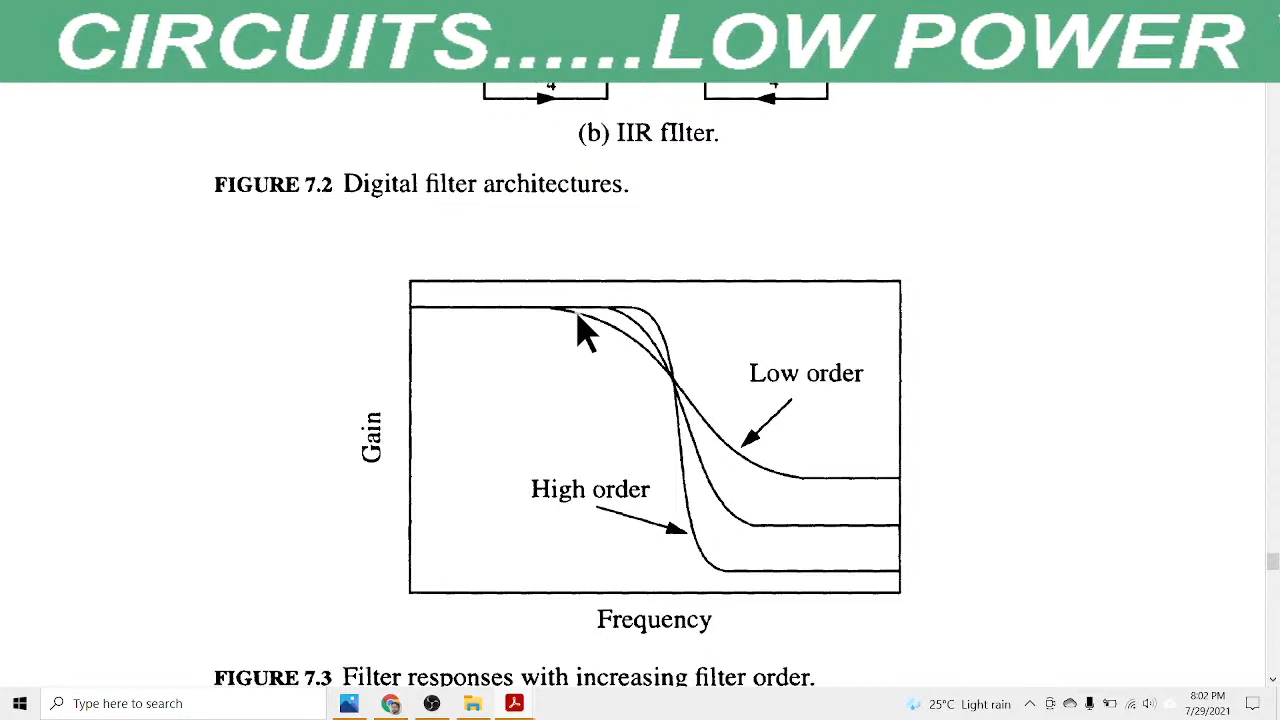 CIRCUITS......LOW POWER
(b) IIR filter.
FIGURE 7.2 Digital filter architectures.
Low order
Gain
High order
Frequency
FIGURE 7.3 Filter responses with increasing filter order.
Type here to search
25°C Light rain
8:02 PM
7/29/2021